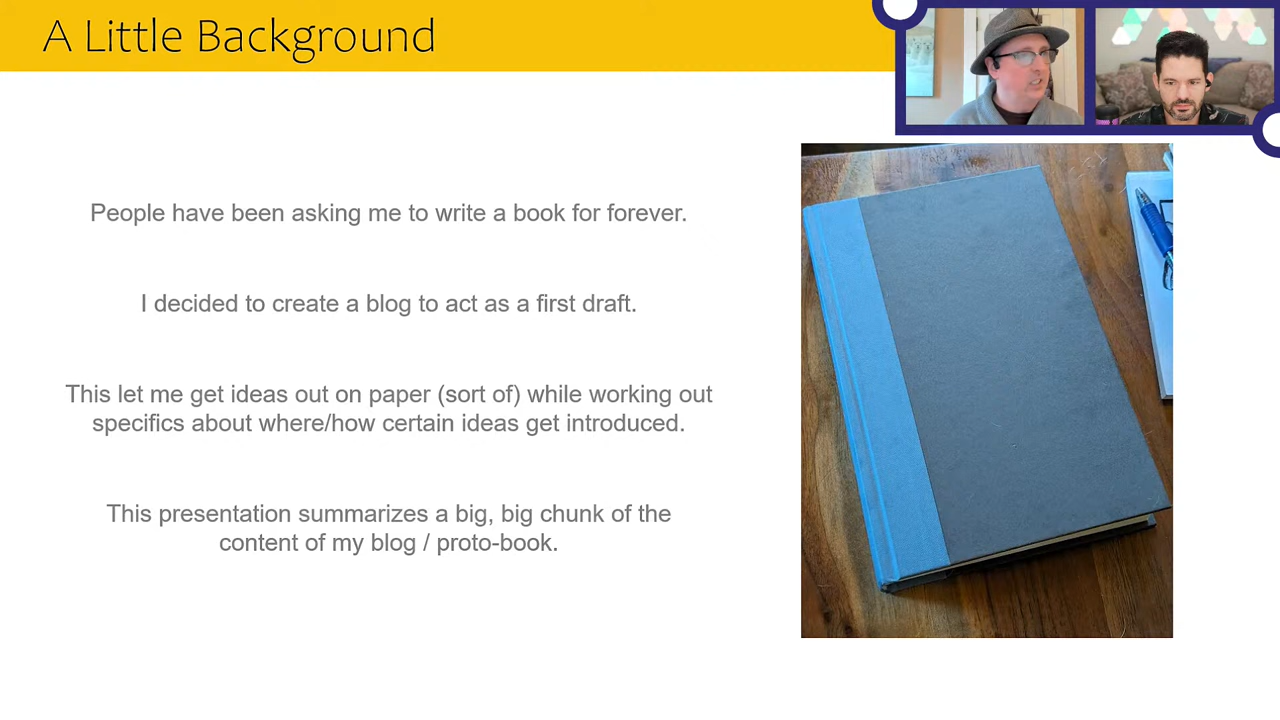 A Little Background
People have been asking me to write a book for forever.
I decided to create a blog to act as a first draft.
This let me get ideas out on paper (sort of) while working out
specifics about where/how certain ideas get introduced.
This presentation summarizes a big, big chunk of the
content of my blog / proto-book.